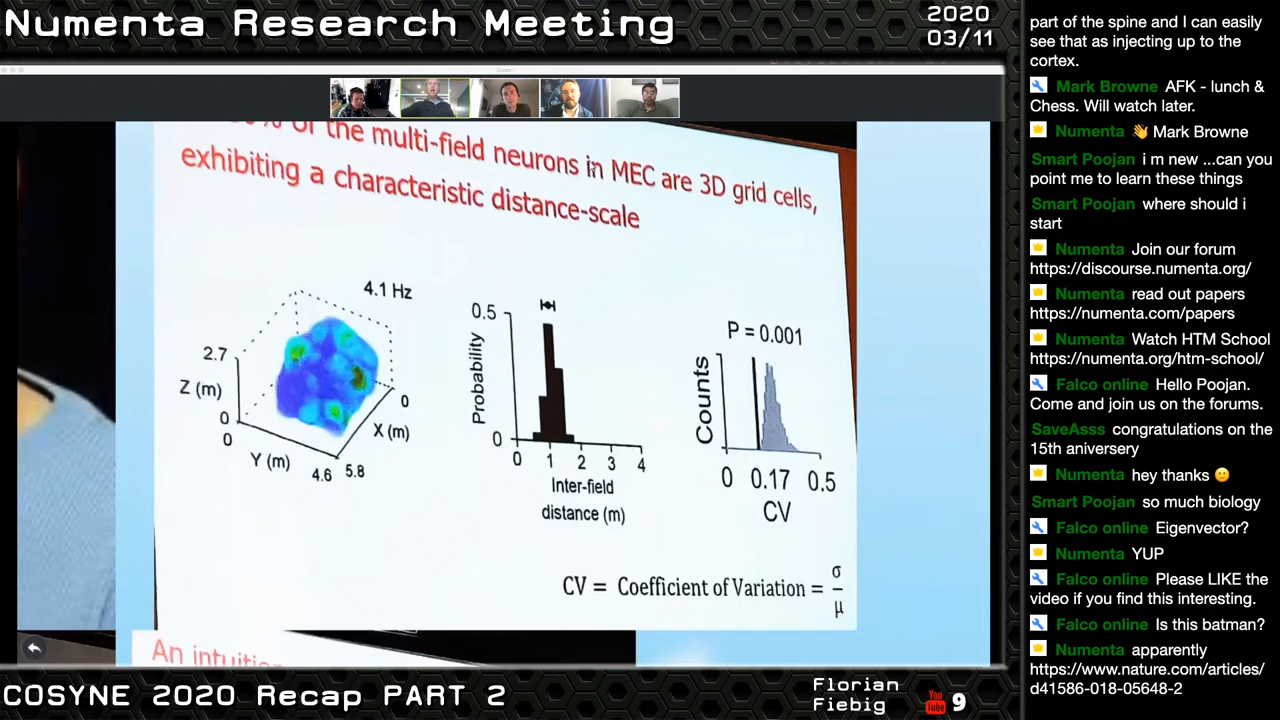 Numenta Research Meeting
2020
03/11
Zoom
of the multi-field neurons in MEC are 3D grid cells,
exhibiting a characteristic distance-scale
4.1 Hz
2.7
Z (m)
0
0
Y (m)
4.6
5.8
X (m)
0
0.5
Probability
0
0 1 2 3 4
Inter-field
distance (m)
P = 0.001
Counts
0 0.17 0.5
CV
CV = Coefficient of Variation = σ
μ
An intuitio
COSYNE 2020 Recap PART 2
Florian
Fiebig
You
Tube
9
part of the spine and I can easily
see that as injecting up to the
cortex.
Mark Browne AFK - lunch &
Chess. Will watch later.
Numenta 👋 Mark Browne
Smart Poojan i m new ...can you
point me to learn these things
Smart Poojan where should i
start
Numenta Join our forum
https://discourse.numenta.org/
Numenta read out papers
https://numenta.com/papers
Numenta Watch HTM School
https://numenta.org/htm-school/
Falco online Hello Poojan.
Come and join us on the forums.
SaveAsss congratulations on the
15th aniversery
Numenta hey thanks 🙂
Smart Poojan so much biology
Falco online Eigenvector?
Numenta YUP
Falco online Please LIKE the
video if you find this interesting.
Falco online Is this batman?
Numenta apparently
https://www.nature.com/articles/
d41586-018-05648-2